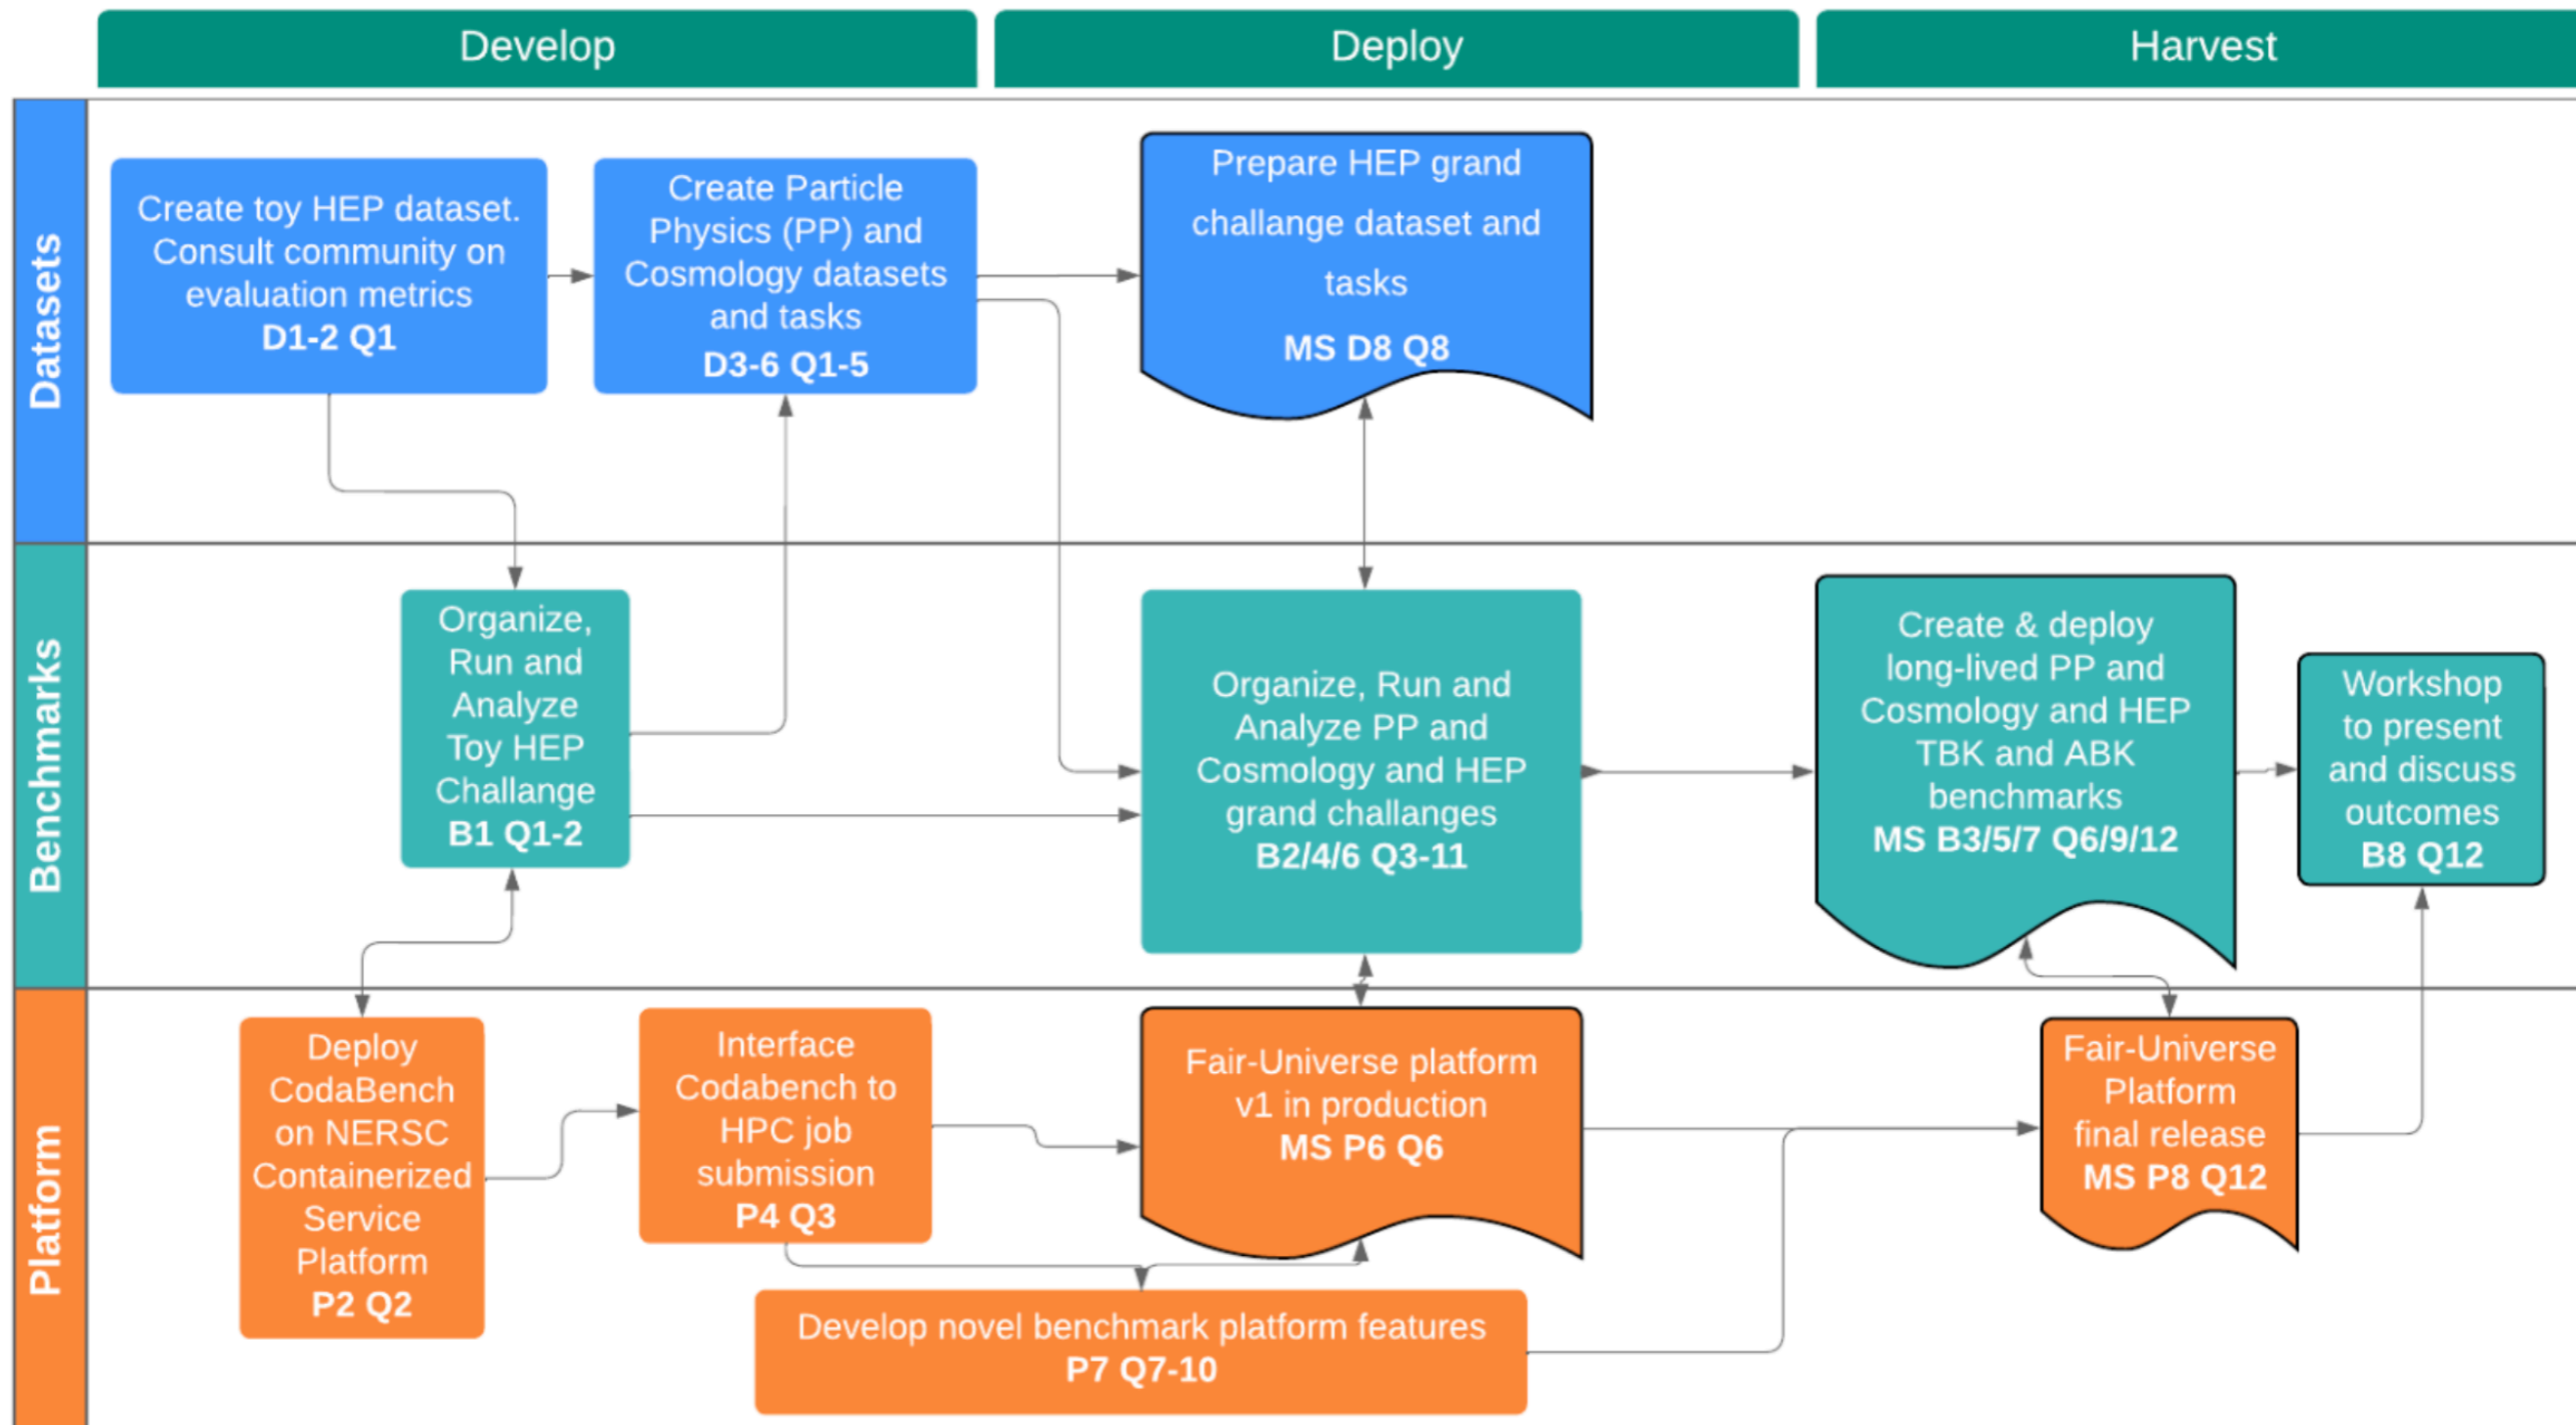 Develop
Deploy
Harvest
Datasets
Create toy HEP dataset.
Consult community on
evaluation metrics
D1-2 Q1
Create Particle
Physics (PP) and
Cosmology datasets
and tasks
D3-6 Q1-5
Prepare HEP grand
challange dataset and
tasks
MS D8 Q8
Benchmarks
Organize,
Run and
Analyze
Toy HEP
Challange
B1 Q1-2
Organize, Run and
Analyze PP and
Cosmology and HEP
grand challanges
B2/4/6 Q3-11
Create & deploy
long-lived PP and
Cosmology and HEP
TBK and ABK
benchmarks
MS B3/5/7 Q6/9/12
Workshop
to present
and discuss
outcomes
B8 Q12
Platform
Deploy
CodaBench
on NERSC
Containerized
Service
Platform
P2 Q2
Interface
Codabench to
HPC job
submission
P4 Q3
Fair-Universe platform
v1 in production
MS P6 Q6
Fair-Universe
Platform
final release
MS P8 Q12
Develop novel benchmark platform features
P7 Q7-10